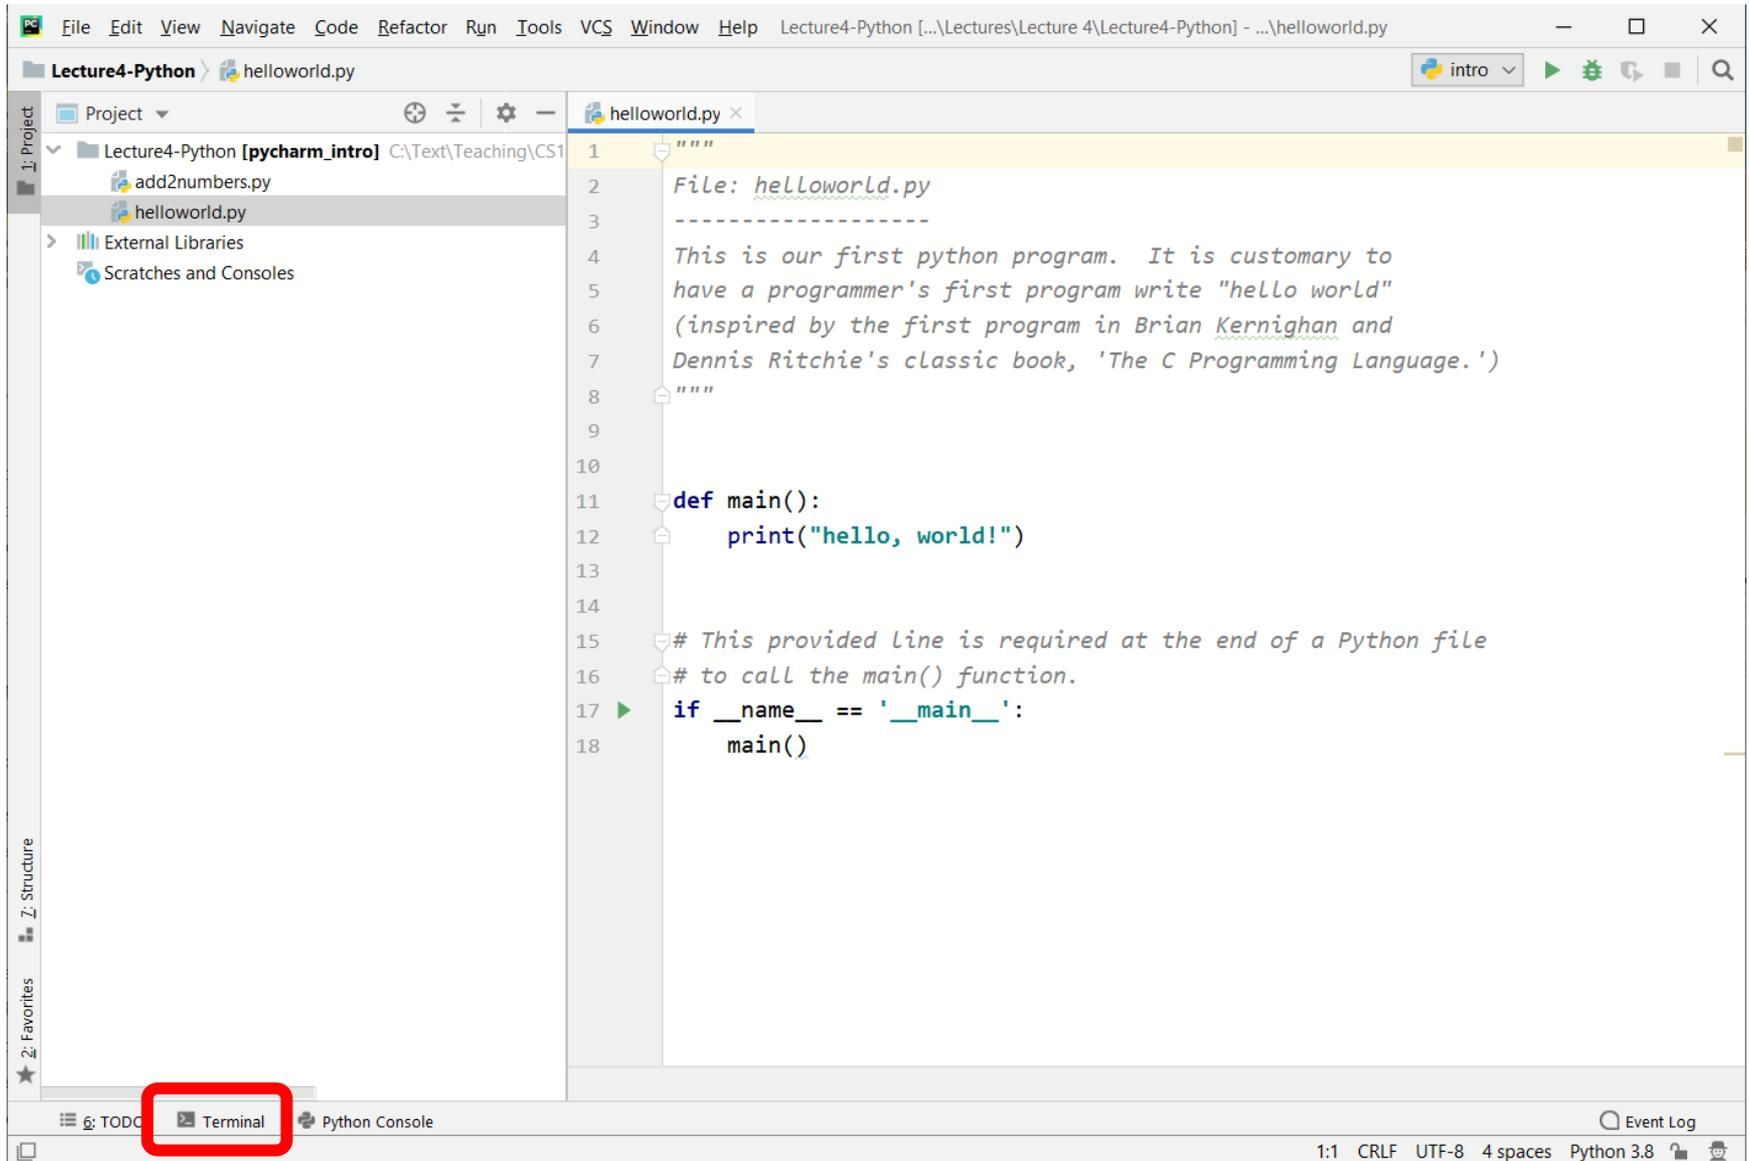 PC File Edit View Navigate Code Refactor Run Tools VCS Window Help Lecture4-Python [...\Lectures\Lecture 4\Lecture4-Python] - ...\helloworld.py
Lecture4-Python helloworld.py intro
1: Project
Project
helloworld.py
Lecture4-Python [pycharm_intro] C:\Text\Teaching\CS1
add2numbers.py
helloworld.py
External Libraries
Scratches and Consoles
1 """
2 File: helloworld.py
3 -------------------
4 This is our first python program.  It is customary to
5 have a programmer's first program write "hello world"
6 (inspired by the first program in Brian Kernighan and
7 Dennis Ritchie's classic book, 'The C Programming Language.')
8 """
9
10
11 def main():
12     print("hello, world!")
13
14
15 # This provided line is required at the end of a Python file
16 # to call the main() function.
17 if __name__ == '__main__':
18     main()
7: Structure
2: Favorites
6: TODO Terminal Python Console Event Log
1:1 CRLF UTF-8 4 spaces Python 3.8